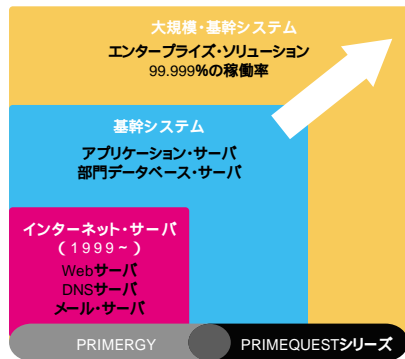 大規模・基幹システム
エンタープライズ・ソリューション
99.999%の稼働率
基幹システム
アプリケーション・サーバ
部門データベース・サーバ
インターネット・サーバ
(1999~)
Webサーバ
DNSサーバ
メール・サーバ
PRIMERGY
PRIMEQUESTシリーズ